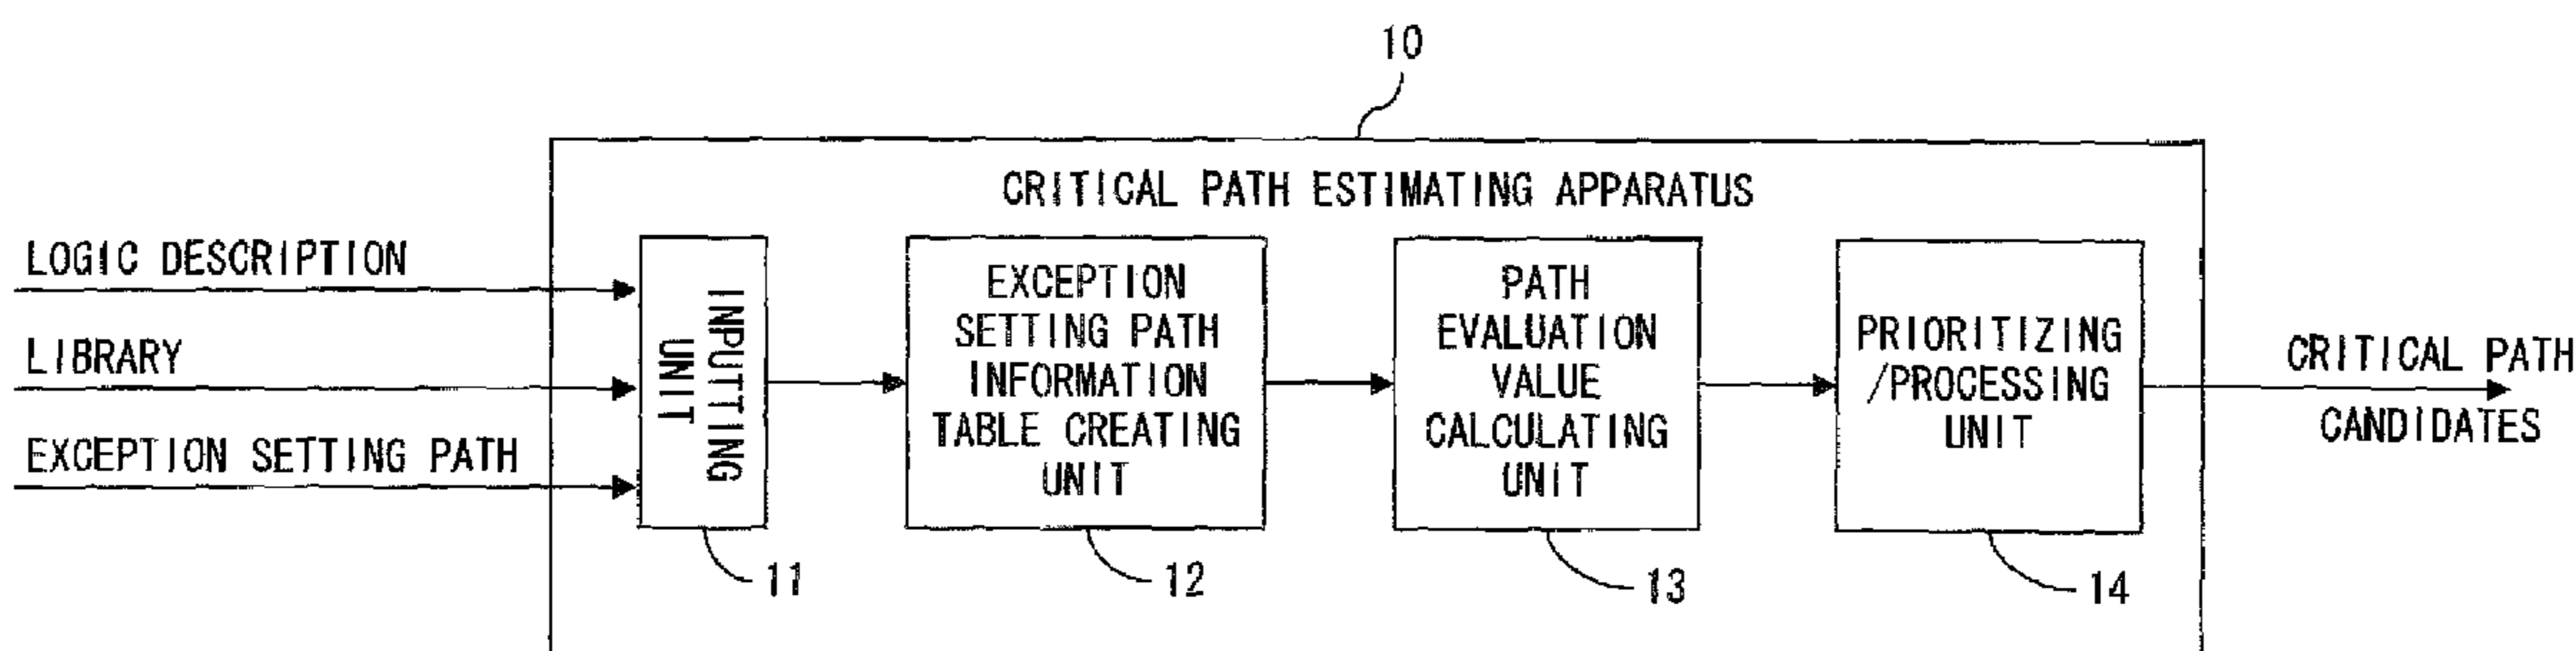 10
CRITICAL PATH ESTIMATING APPARATUS
LOGIC DESCRIPTION
LIBRARY
EXCEPTION SETTING PATH
INPUTTING
UNIT
EXCEPTION
SETTING PATH
INFORMATION
TABLE CREATING
UNIT
PATH
EVALUATION
VALUE
CALCULATING
UNIT
PRIORITIZING
/PROCESSING
UNIT
CRITICAL PATH
CANDIDATES
11
12
13
14